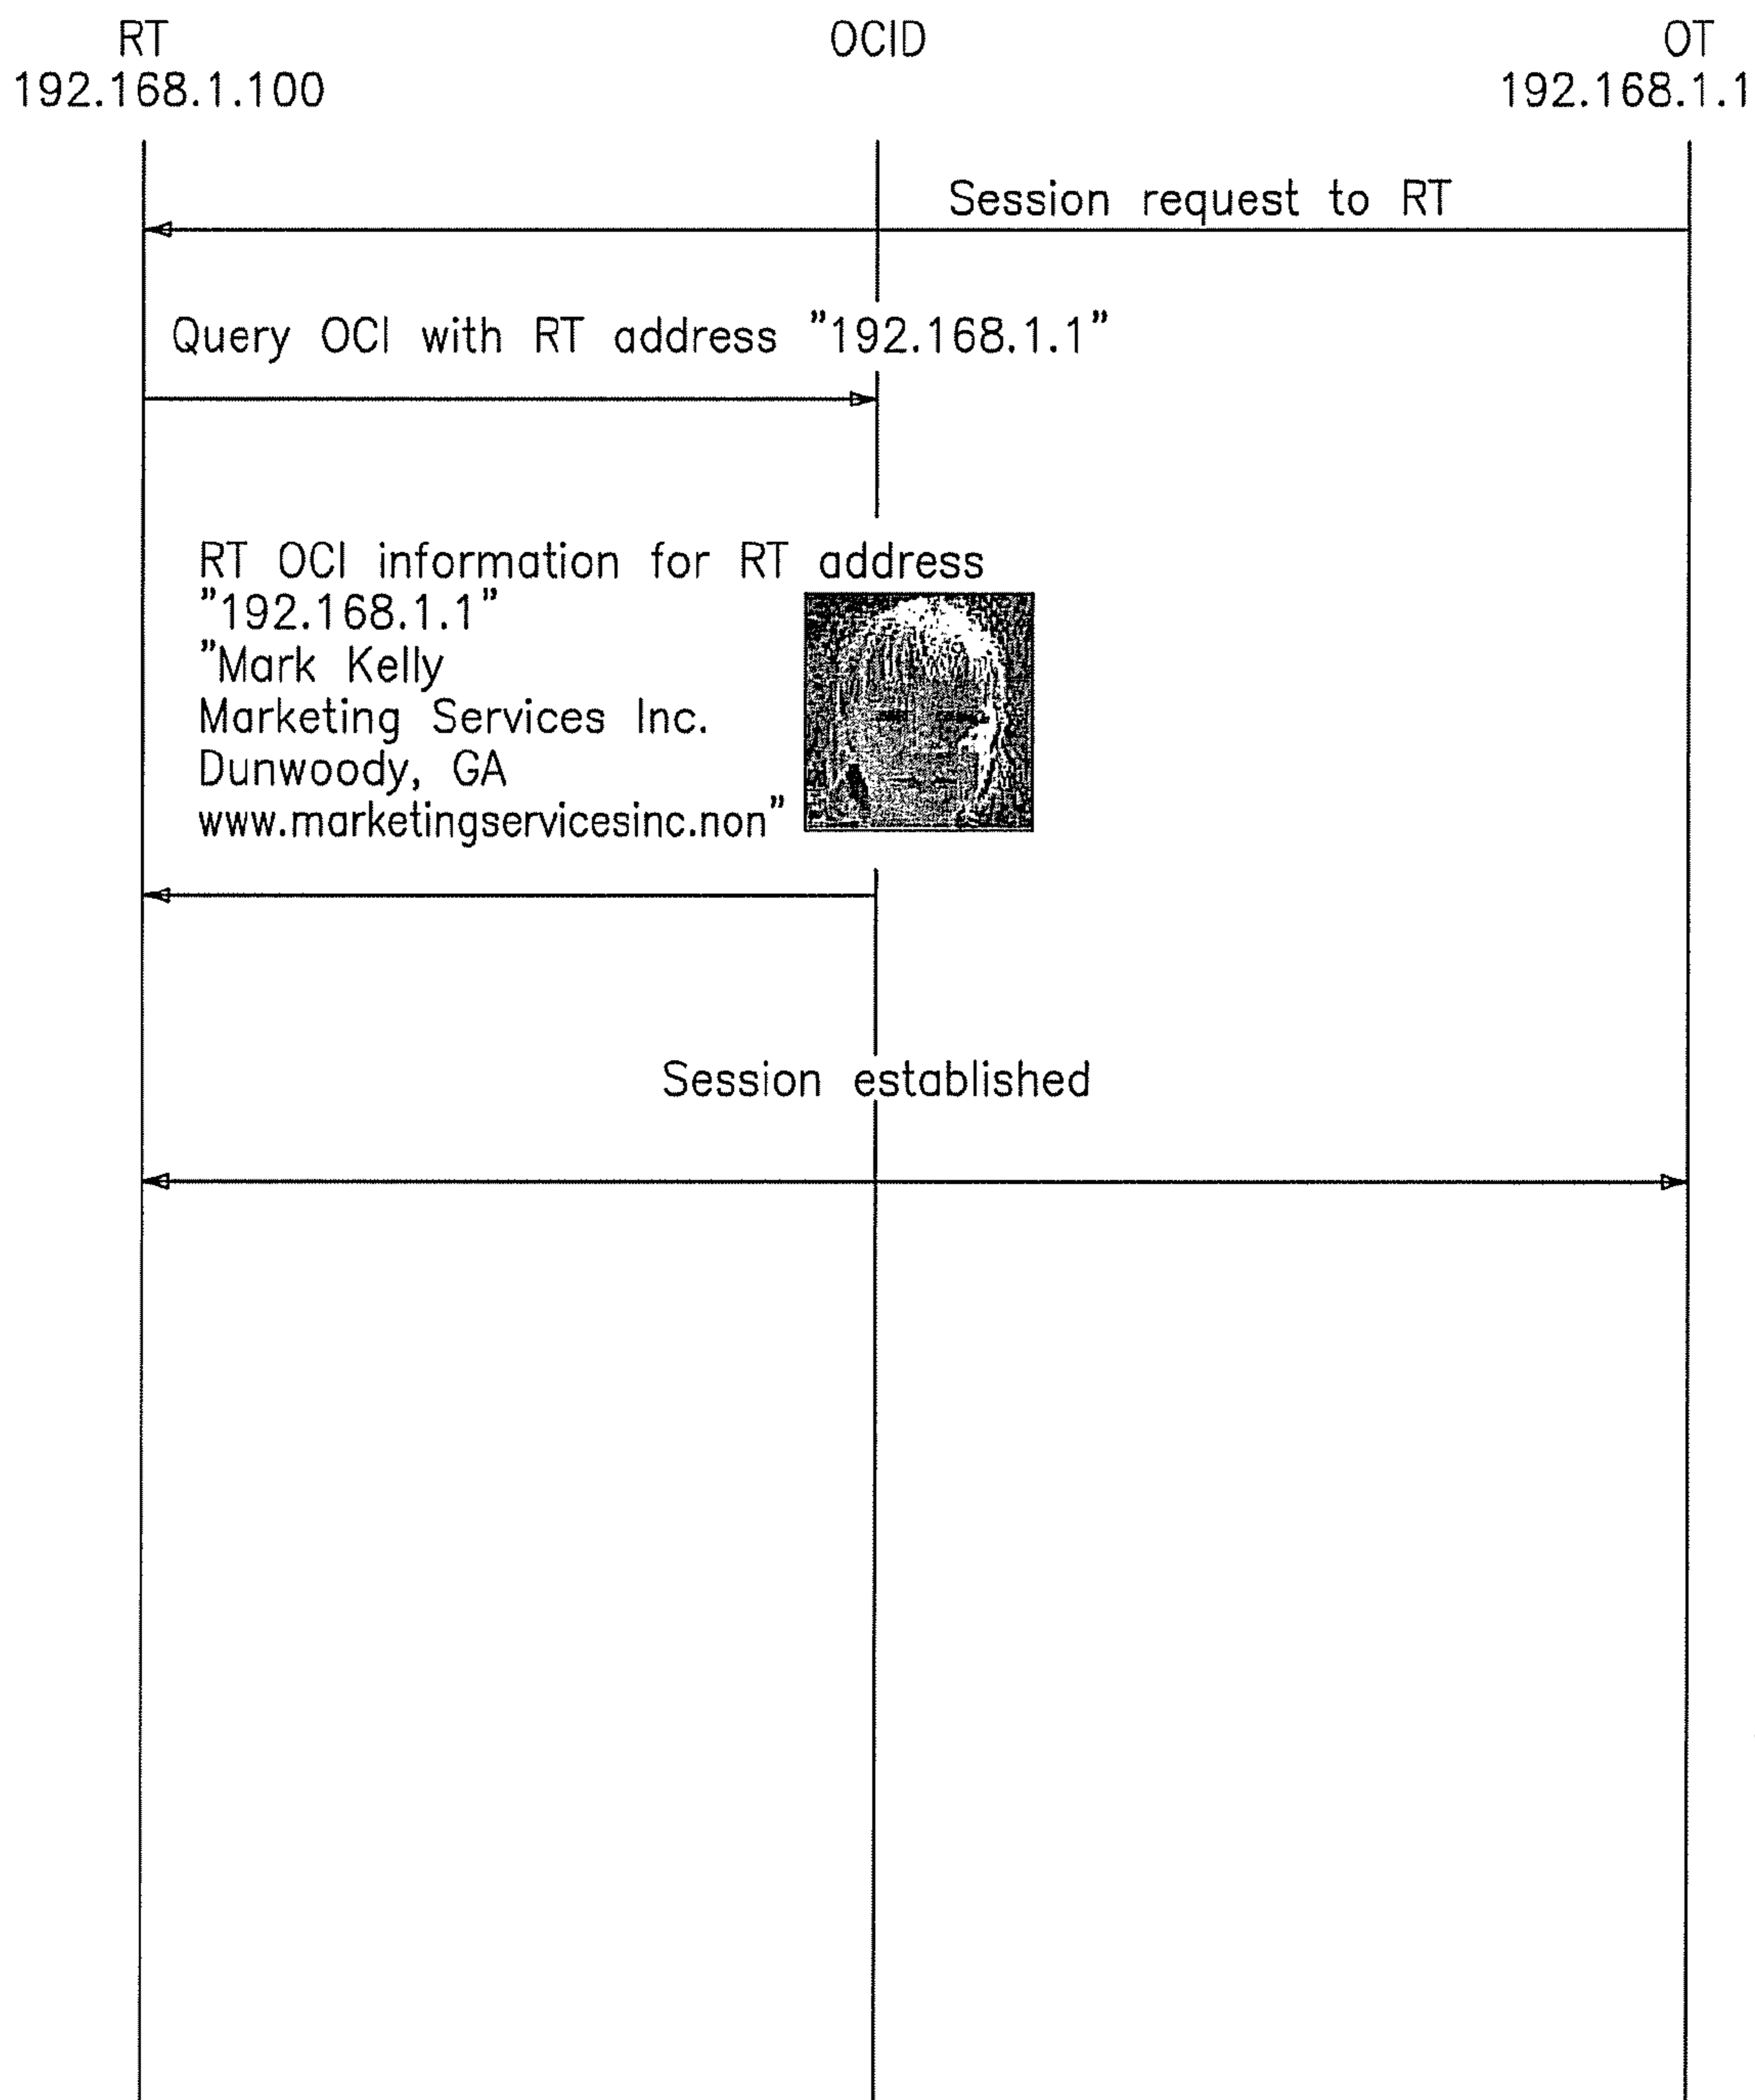 RT
192.168.1.100
OCID
OT
192.168.1.1
Session request to RT
Query OCI with RT address "192.168.1.1"
RT OCI information for RT address
"192.168.1.1"
"Mark Kelly
Marketing Services Inc.
Dunwoody, GA
www.marketingservicesinc.non"
Session established